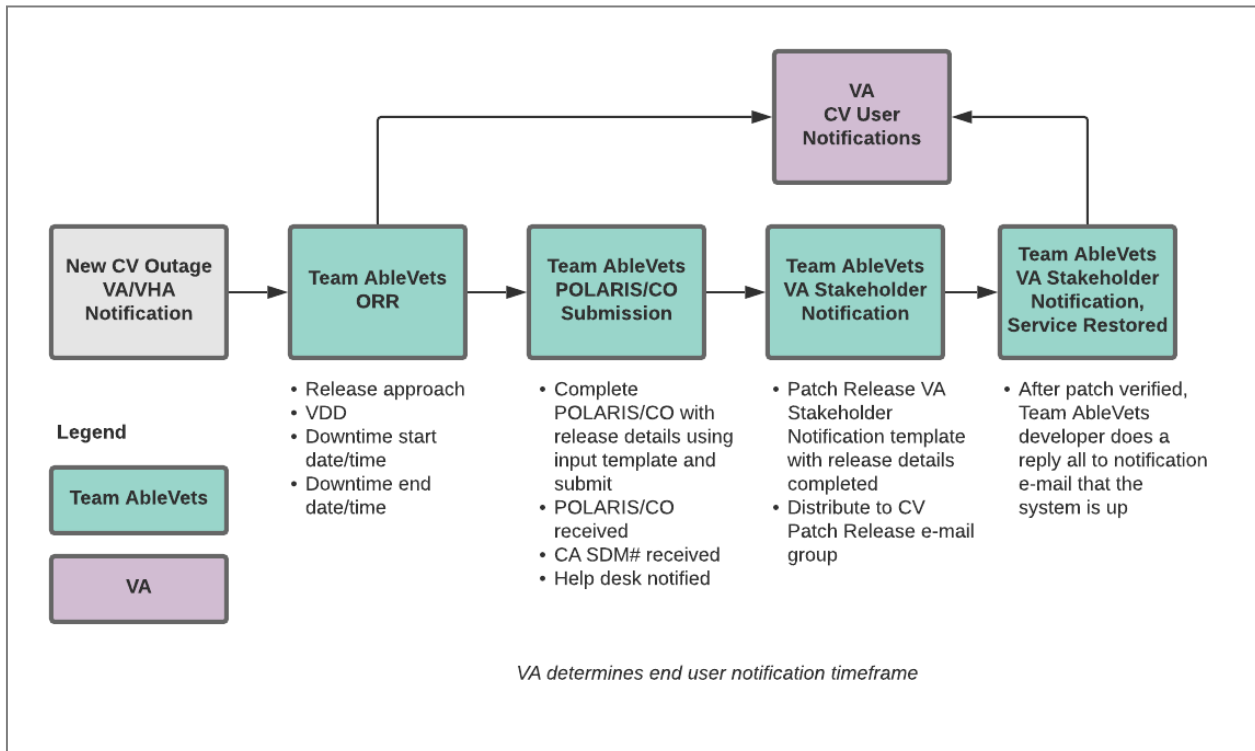 VA
CV User
Notifications
New CV Outage
VA/VHA
Notification
Team AbleVets
ORR
Team AbleVets
POLARIS/CO
Submission
Team AbleVets
VA Stakeholder
Notification
Team AbleVets
VA Stakeholder
Notification,
Service Restored
• Release approach
• VDD
• Downtime start
date/time
• Downtime end
date/time
• Complete
POLARIS/CO with
release details using
input template and
submit
• POLARIS/CO
received
• CA SDM# received
• Help desk notified
• Patch Release VA
Stakeholder
Notification template
with release details
completed
• Distribute to CV
Patch Release e-mail
group
• After patch verified,
Team AbleVets
developer does a
reply all to notification
e-mail that the
system is up
Legend
Team AbleVets
VA
VA determines end user notification timeframe